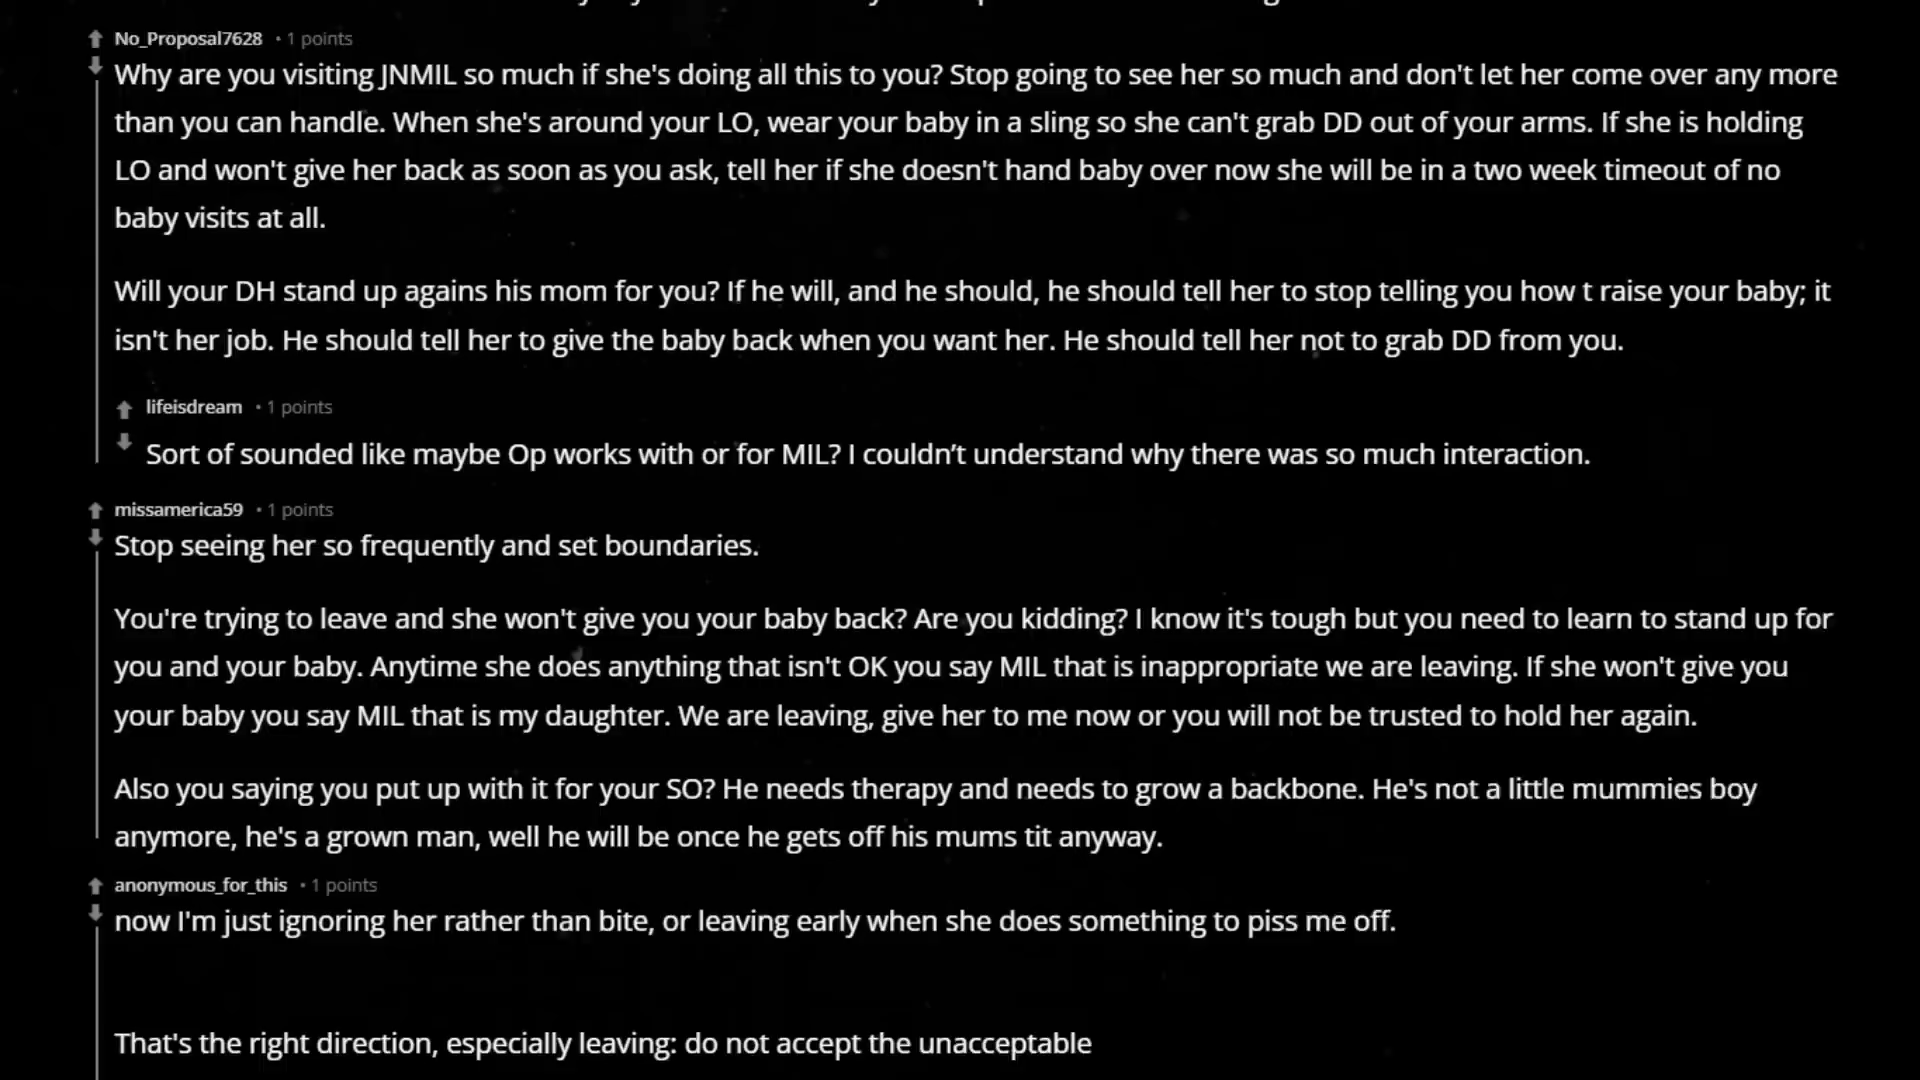 No_Proposal7628 • 1 points
Why are you visiting JNMIL so much if she's doing all this to you? Stop going to see her so much and don't let her come over any more
than you can handle. When she's around your LO, wear your baby in a sling so she can't grab DD out of your arms. If she is holding
LO and won't give her back as soon as you ask, tell her if she doesn't hand baby over now she will be in a two week timeout of no
baby visits at all.
Will your DH stand up agains his mom for you? If he will, and he should, he should tell her to stop telling you how t raise your baby; it
isn't her job. He should tell her to give the baby back when you want her. He should tell her not to grab DD from you.
lifeisdream • 1 points
Sort of sounded like maybe Op works with or for MIL? I couldn’t understand why there was so much interaction.
missamerica59 • 1 points
Stop seeing her so frequently and set boundaries.
You're trying to leave and she won't give you your baby back? Are you kidding? I know it's tough but you need to learn to stand up for
you and your baby. Anytime she does anything that isn't OK you say MIL that is inappropriate we are leaving. If she won't give you
your baby you say MIL that is my daughter. We are leaving, give her to me now or you will not be trusted to hold her again.
Also you saying you put up with it for your SO? He needs therapy and needs to grow a backbone. He's not a little mummies boy
anymore, he's a grown man, well he will be once he gets off his mums tit anyway.
anonymous_for_this • 1 points
now I'm just ignoring her rather than bite, or leaving early when she does something to piss me off.
That's the right direction, especially leaving: do not accept the unacceptable